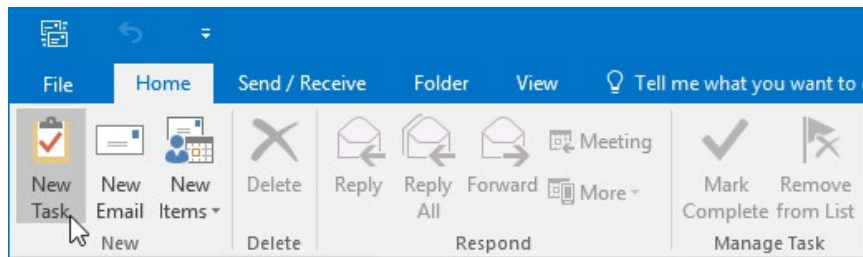 File Home Send / Receive Folder View Tell me what you want to
New Task
New Email
New Items
Delete
Reply
Reply All
Forward
Meeting
More
Mark Complete
Remove from List
New Delete Respond Manage Task